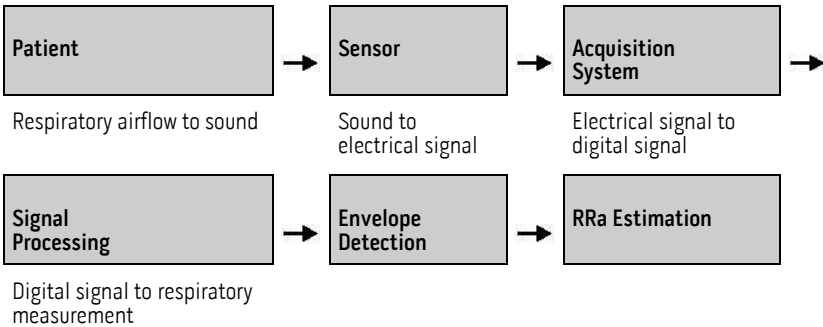 Patient
Respiratory airflow to sound
Sensor
Sound to
electrical signal
Acquisition
System
Electrical signal to
digital signal
Signal
Processing
Digital signal to respiratory
measurement
Envelope
Detection
RRa Estimation